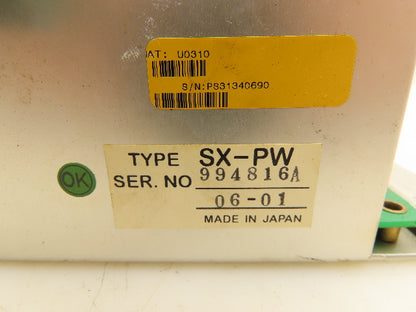 AT: U0310
S/N:PS31340690
OK
TYPE SX-PW
SER. NO 994816A
06-01
MADE IN JAPAN